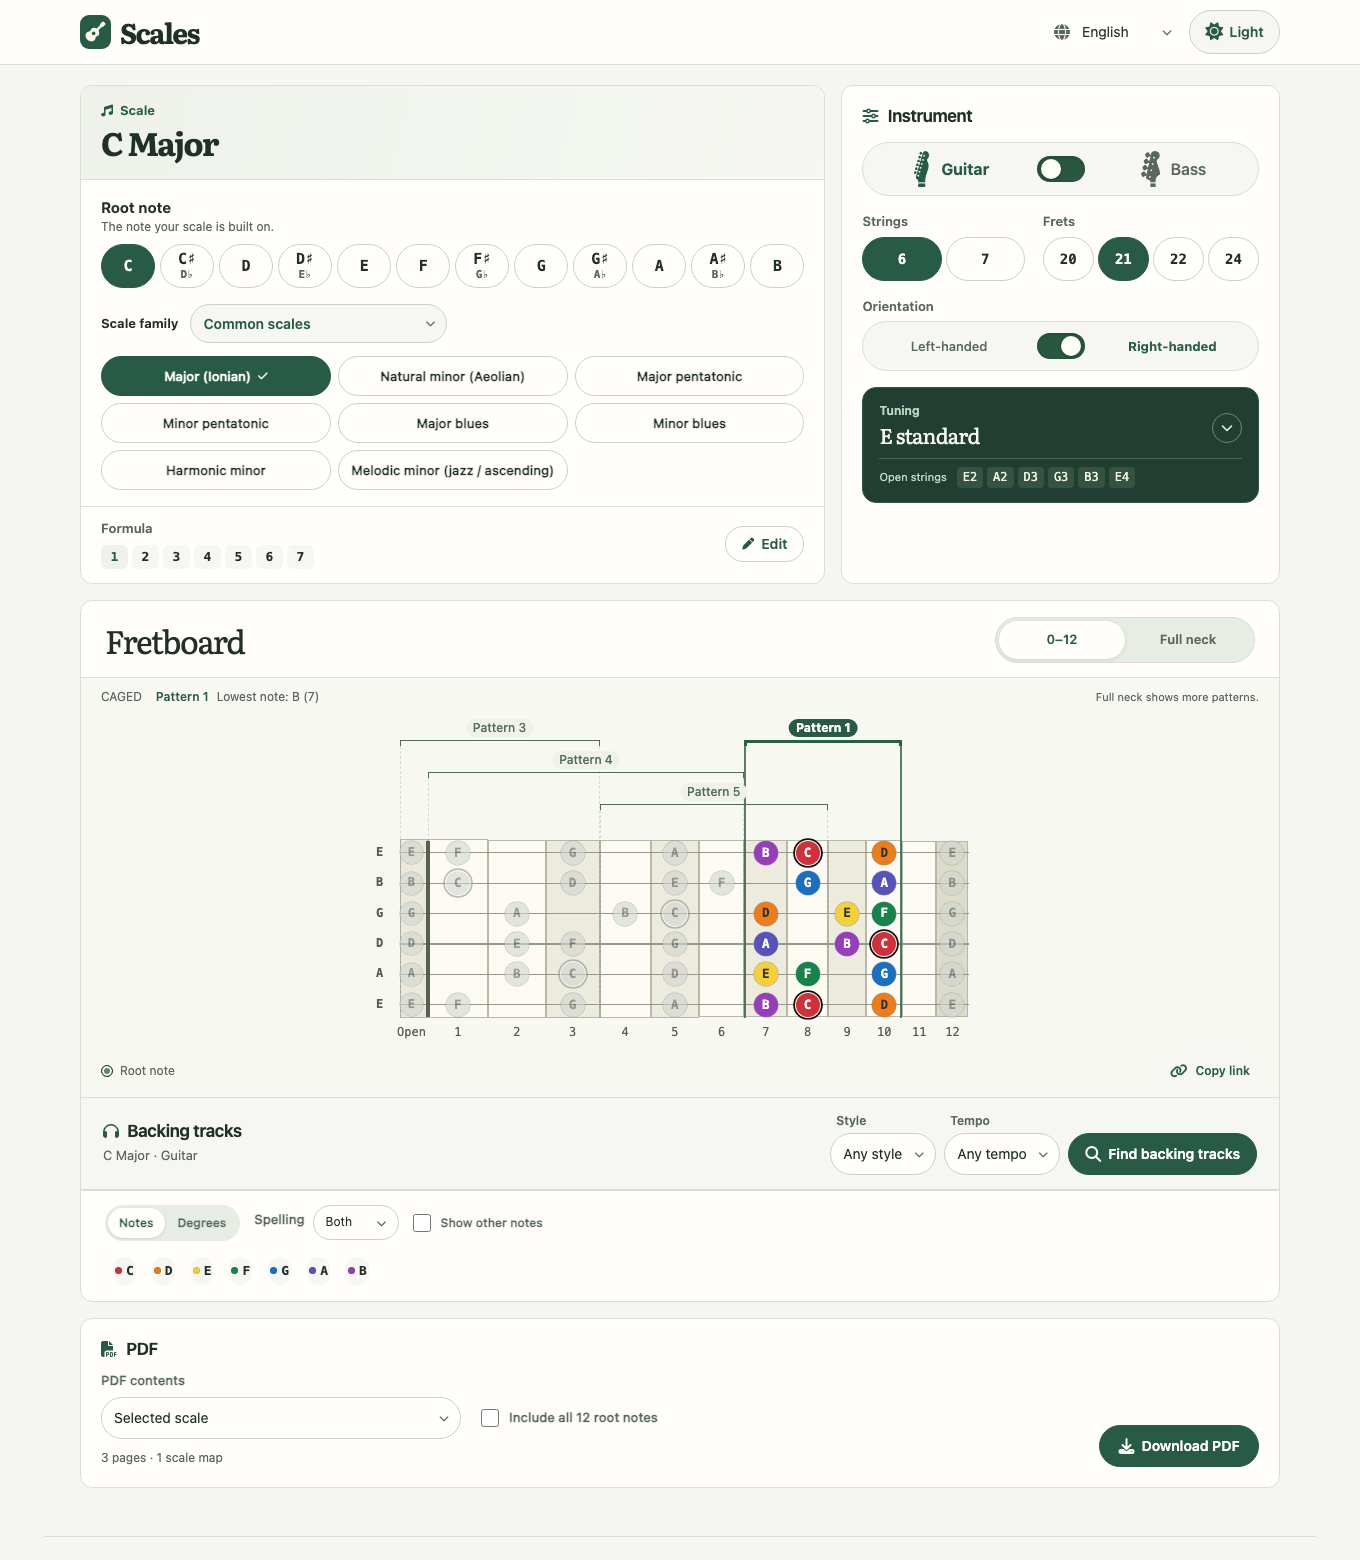 Scales
English
Light
Scale
C Major
Root note
The note your scale is built on.
C C♯ D D♯ E F F♯ G G♯ A A♯ B
D♭ E♭ G♭ A♭ B♭
Scale family Common scales
Major (Ionian) Natural minor (Aeolian) Major pentatonic
Minor pentatonic Major blues Minor blues
Harmonic minor Melodic minor (jazz / ascending)
Formula
1 2 3 4 5 6 7
Edit
Instrument
Guitar Bass
Strings Frets
6 7 20 21 22 24
Orientation
Left-handed Right-handed
Tuning
E standard
Open strings E2 A2 D3 G3 B3 E4
Fretboard
0–12 Full neck
CAGED Pattern 1 Lowest note: B (7) Full neck shows more patterns.
Pattern 3 Pattern 1
Pattern 4
Pattern 5
E E F G A B C D E
B B C D E F G A B
G G A B C D E F G
D D E F G A B C D
A A B C D E F G A
E E F G A B C D E
Open 1 2 3 4 5 6 7 8 9 10 11 12
Root note Copy link
Backing tracks
C Major · Guitar
Style Tempo
Any style Any tempo Find backing tracks
Notes Degrees Spelling Both Show other notes
C D E F G A B
PDF
PDF
PDF contents
Selected scale Include all 12 root notes
3 pages · 1 scale map
Download PDF